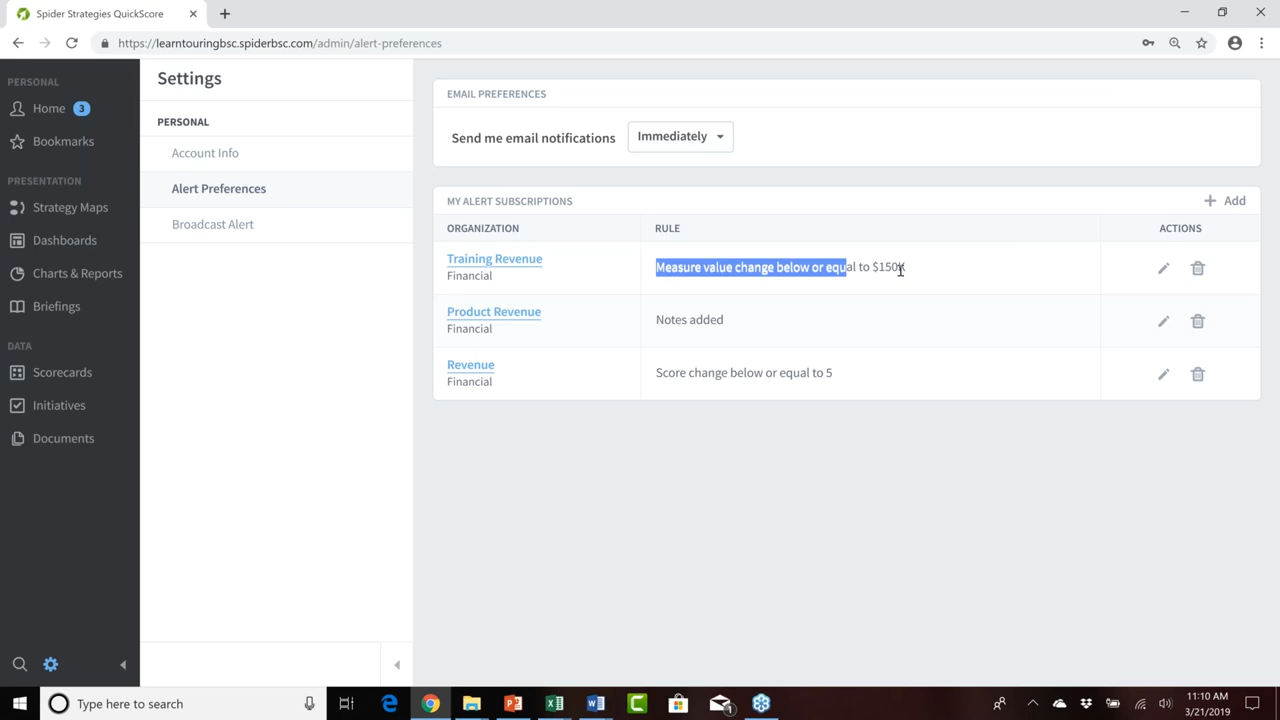 Spider Strategies QuickScore
https://learntouringbsc.spiderbsc.com/admin/alert-preferences
PERSONAL
Home 3
Bookmarks
PRESENTATION
Strategy Maps
Dashboards
Charts & Reports
Briefings
DATA
Scorecards
Initiatives
Documents
Settings
PERSONAL
Account Info
Alert Preferences
Broadcast Alert
EMAIL PREFERENCES
Send me email notifications Immediately
MY ALERT SUBSCRIPTIONS Add
ORGANIZATION RULE ACTIONS
Training Revenue
Financial
Measure value change below or equal to $150K
Product Revenue
Financial
Notes added
Revenue
Financial
Score change below or equal to 5
Type here to search
11:10 AM
3/21/2019